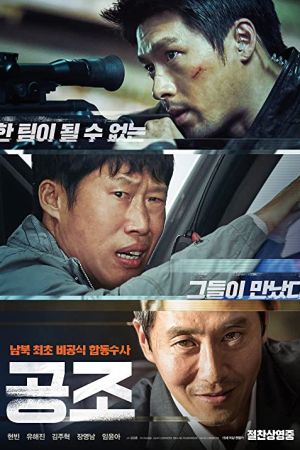 한 팀이 될 수 없는
그들이 만났다
남북 최초 비공식 합동수사
공조
절찬상영중
현빈 유해진 김주혁 장영남 임윤아